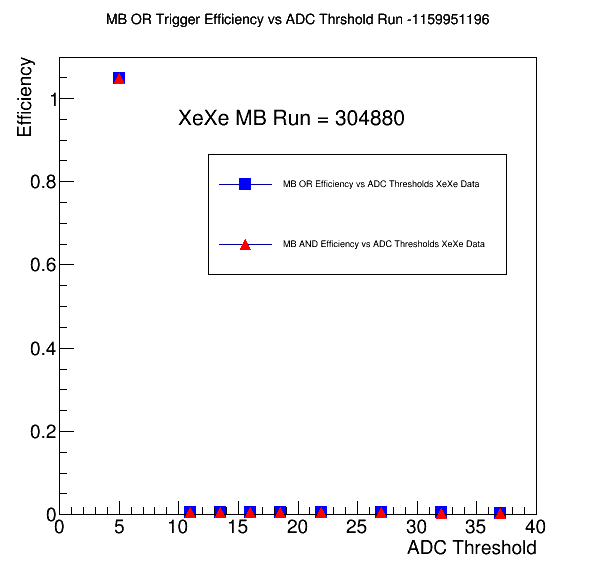 MB OR Trigger Efficiency vs ADC Thrshold Run -1159951196
Efficiency
XeXe MB Run = 304880
MB OR Efficiency vs ADC Thresholds XeXe Data
MB AND Efficiency vs ADC Thresholds XeXe Data
1
0.8
0.6
0.4
0.2
0
0 5 10 15 20 25 30 35 40
ADC Threshold